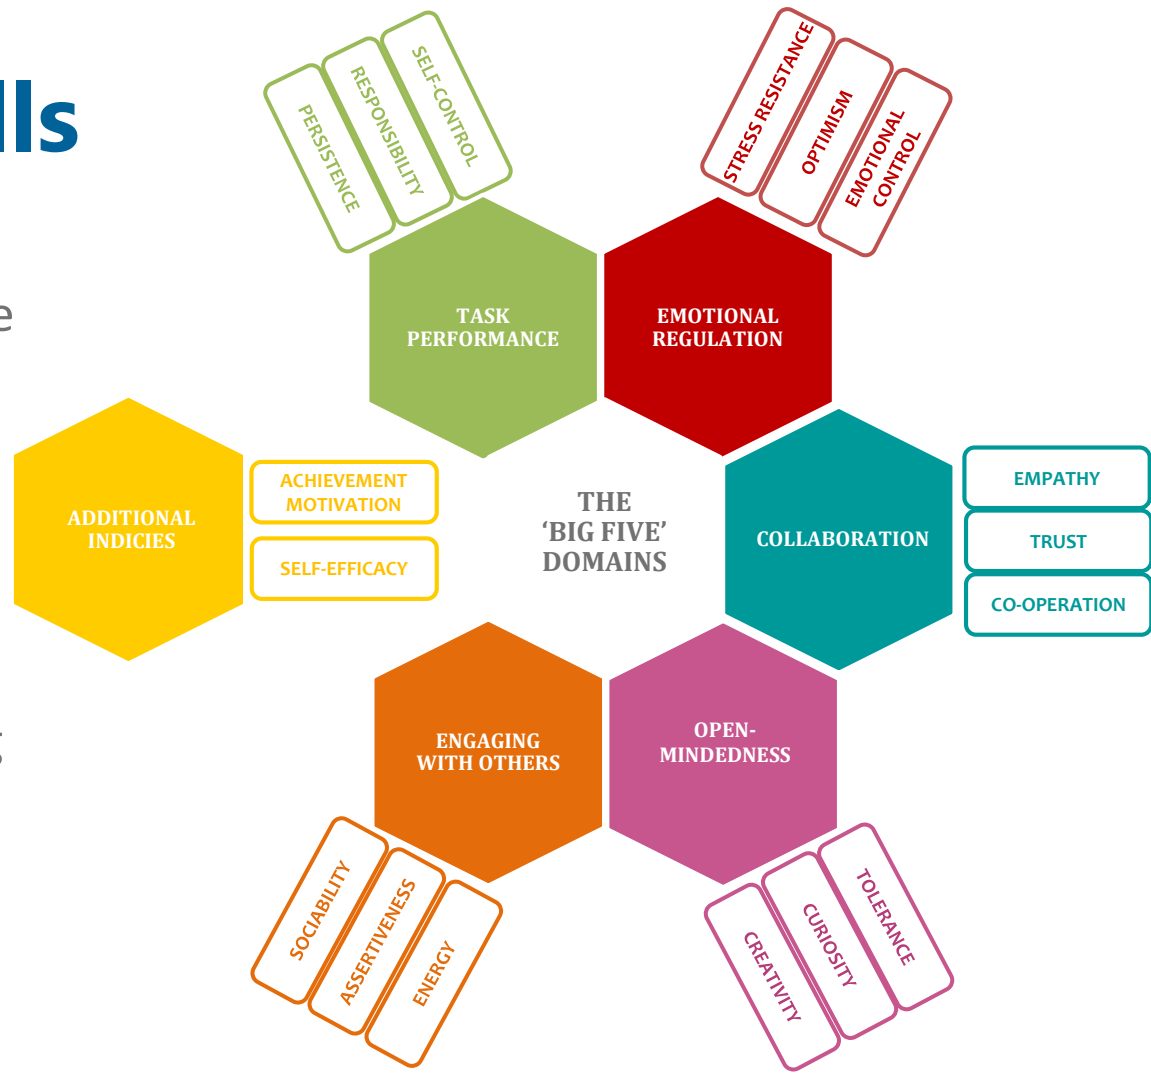 lls
e
g
PERSISTENCE
RESPONSIBILITY
SELF-CONTROL
STRESS RESISTANCE
OPTIMISM
EMOTIONAL
CONTROL
TASK
PERFORMANCE
EMOTIONAL
REGULATION
ADDITIONAL
INDICIES
ACHIEVEMENT
MOTIVATION
SELF-EFFICACY
THE
‘BIG FIVE’
DOMAINS
COLLABORATION
EMPATHY
TRUST
CO-OPERATION
ENGAGING
WITH OTHERS
OPEN-
MINDEDNESS
SOCIABILITY
ASSERTIVENESS
ENERGY
CREATIVITY
CURIOSITY
TOLERANCE